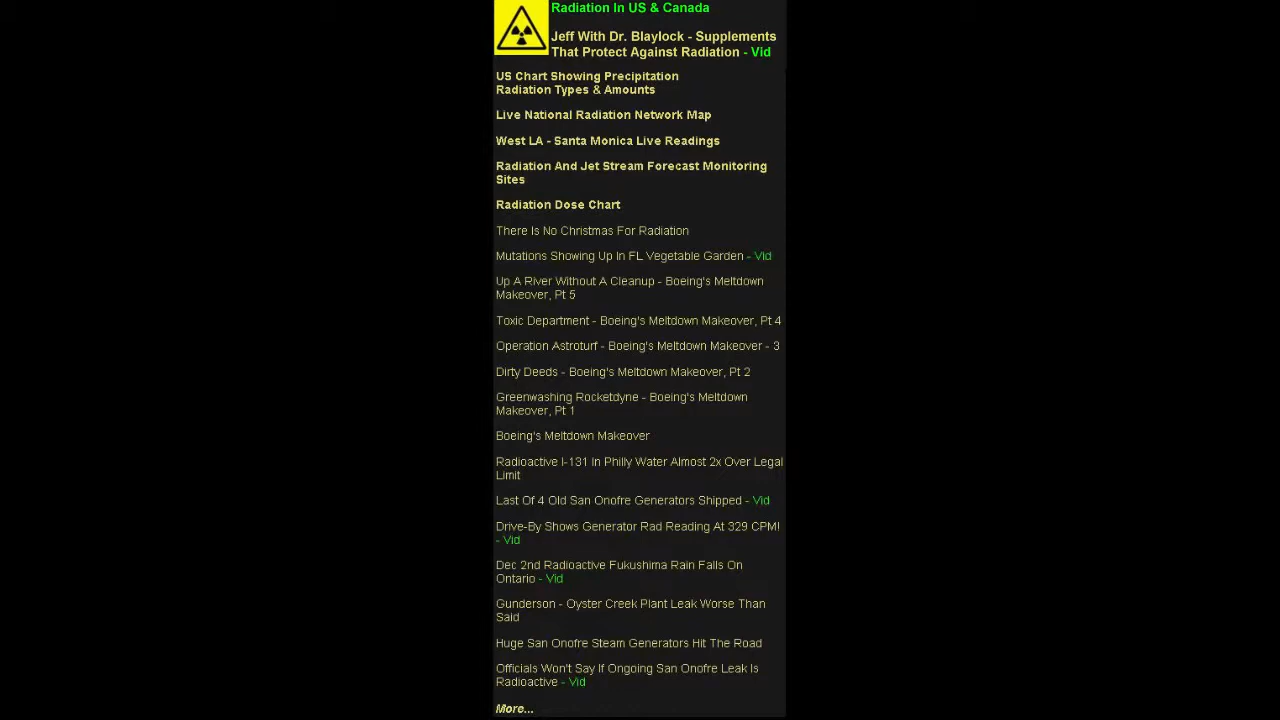 Radiation In US & Canada
Jeff With Dr. Blaylock - Supplements
That Protect Against Radiation - Vid
US Chart Showing Precipitation
Radiation Types & Amounts
Live National Radiation Network Map
West LA - Santa Monica Live Readings
Radiation And Jet Stream Forecast Monitoring
Sites
Radiation Dose Chart
There Is No Christmas For Radiation
Mutations Showing Up In FL Vegetable Garden - Vid
Up A River Without A Cleanup - Boeing's Meltdown
Makeover, Pt 5
Toxic Department - Boeing's Meltdown Makeover, Pt 4
Operation Astroturf - Boeing's Meltdown Makeover - 3
Dirty Deeds - Boeing's Meltdown Makeover, Pt 2
Greenwashing Rocketdyne - Boeing's Meltdown
Makeover, Pt 1
Boeing's Meltdown Makeover
Radioactive I-131 In Philly Water Almost 2x Over Legal
Limit
Last Of 4 Old San Onofre Generators Shipped - Vid
Drive-By Shows Generator Rad Reading At 329 CPM!
- Vid
Dec 2nd Radioactive Fukushima Rain Falls On
Ontario - Vid
Gunderson - Oyster Creek Plant Leak Worse Than
Said
Huge San Onofre Steam Generators Hit The Road
Officials Won't Say If Ongoing San Onofre Leak Is
Radioactive - Vid
More...